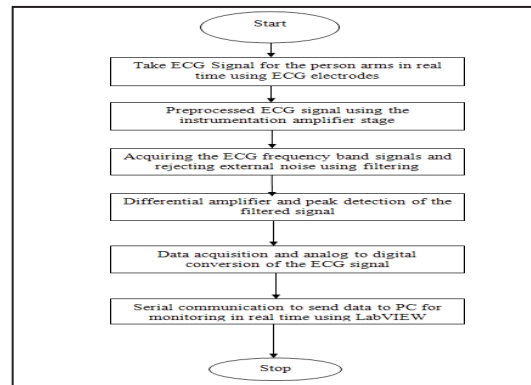 Start
Take ECG Signal for the person arms in real
time using ECG electrodes
Preprocessed ECG signal using the
instrumentation amplifier stage
Acquiring the ECG frequency band signals and
rejecting external noise using filtering
Differential amplifier and peak detection of the
filtered signal
Data acquisition and analog to digital
conversion of the ECG signal
Serial communication to send data to PC for
monitoring in real time using LabVIEW
Stop